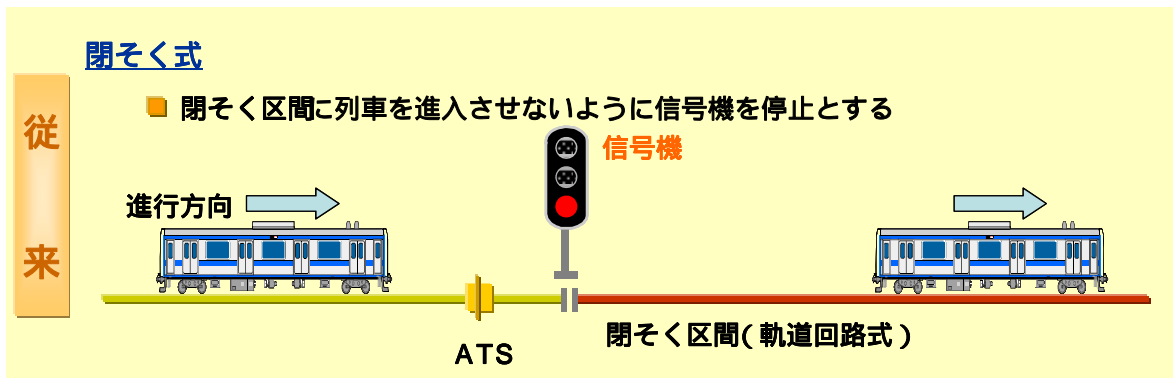 閉そく式
従来
閉そく区間に列車を進入させないように信号機を停止とする
信号機
進行方向
閉そく区間(軌道回路式)
ATS